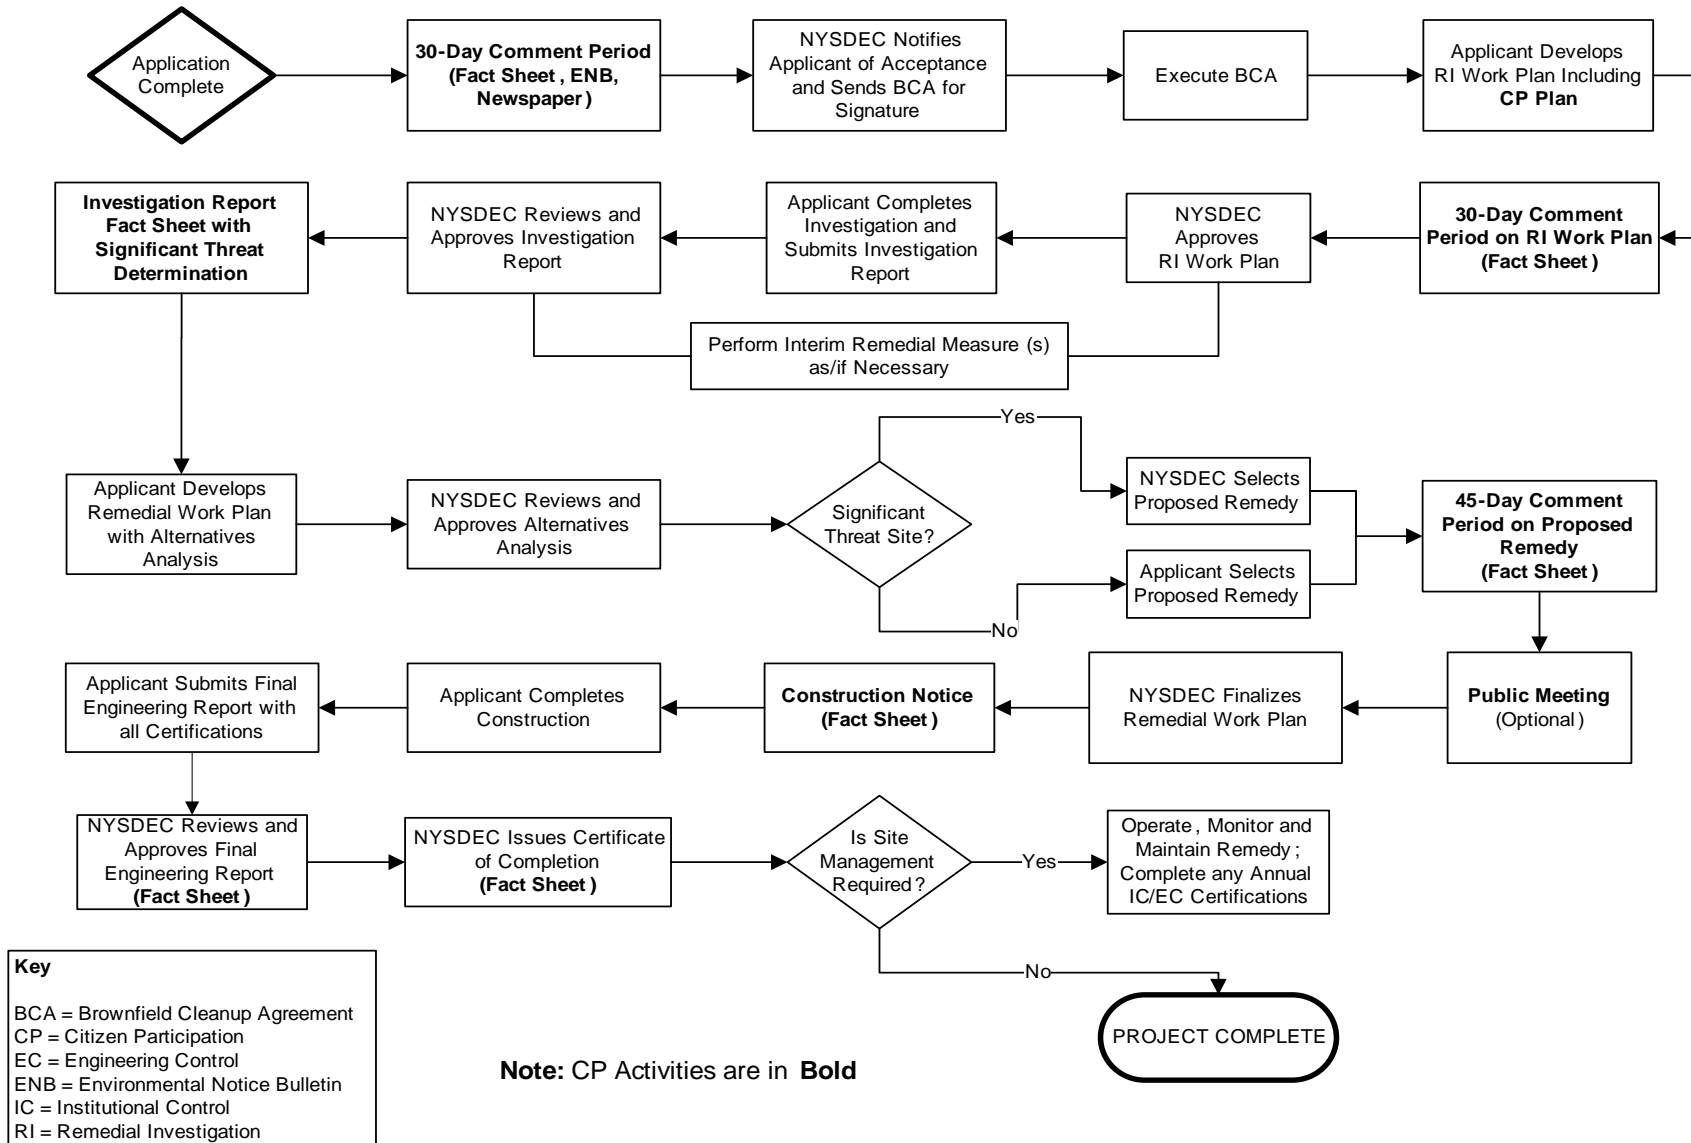 Application
Complete
30-Day Comment Period
(Fact Sheet , ENB,
Newspaper )
NYSDEC Notifies
Applicant of Acceptance
and Sends BCA for
Signature
Execute BCA
Applicant Develops
RI Work Plan Including
CP Plan
30-Day Comment
Period on RI Work Plan
(Fact Sheet )
NYSDEC
Approves
RI Work Plan
Applicant Completes
Investigation and
Submits Investigation
Report
NYSDEC Reviews and
Approves Investigation
Report
Investigation Report
Fact Sheet with
Significant Threat
Determination
Perform Interim Remedial Measure (s)
as/if Necessary
Applicant Develops
Remedial Work Plan
with Alternatives
Analysis
NYSDEC Reviews and
Approves Alternatives
Analysis
Significant
Threat Site?
Yes
No
NYSDEC Selects
Proposed Remedy
Applicant Selects
Proposed Remedy
45-Day Comment
Period on Proposed
Remedy
(Fact Sheet )
Public Meeting
(Optional )
NYSDEC Finalizes
Remedial Work Plan
Construction Notice
(Fact Sheet )
Applicant Completes
Construction
Applicant Submits Final
Engineering Report with
all Certifications
NYSDEC Reviews and
Approves Final
Engineering Report
(Fact Sheet )
NYSDEC Issues Certificate
of Completion
(Fact Sheet )
Is Site
Management
Required ?
Yes
Operate , Monitor and
Maintain Remedy ;
Complete any Annual
IC/EC Certifications
No
PROJECT COMPLETE
Key
BCA = Brownfield Cleanup Agreement
CP = Citizen Participation
EC = Engineering Control
ENB = Environmental Notice Bulletin
IC = Institutional Control
RI = Remedial Investigation
Note: CP Activities are in Bold